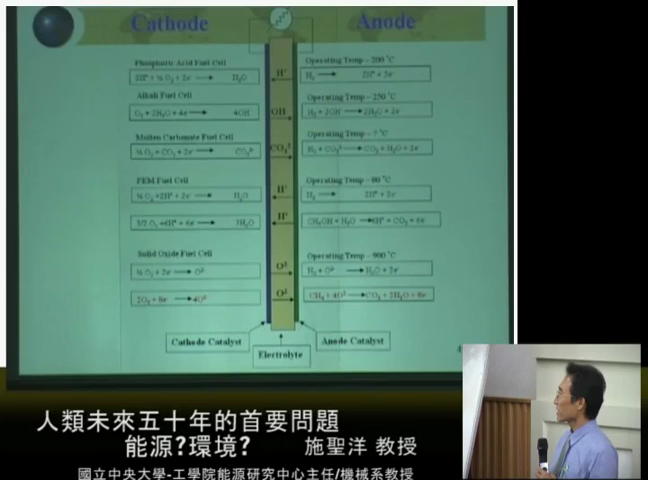 Cathode
Anode
Phosphoric Acid Fuel Cell
Operating Temp ~ 200 °C
2H⁺ + ½ O₂ + 2e⁻ → H₂O
H⁺
H₂ → 2H⁺ + 2e⁻
Alkali Fuel Cell
Operating Temp ~ 250 °C
O₂ + 2H₂O + 4e⁻ → 4OH⁻
OH⁻
H₂ + 2OH⁻ → 2H₂O + 2e⁻
Molten Carbonate Fuel Cell
Operating Temp ~ ? °C
½ O₂ + CO₂ + 2e⁻ → CO₃²⁻
CO₃²⁻
H₂ + CO₃²⁻ → CO₂ + H₂O + 2e⁻
PEM Fuel Cell
Operating Temp ~ 80 °C
½ O₂ + 2H⁺ + 2e⁻ → H₂O
H⁺
H₂ → 2H⁺ + 2e⁻
3/2 O₂ + 6H⁺ + 6e⁻ → 3H₂O
H⁺
CH₃OH + H₂O → 6H⁺ + CO₂ + 6e⁻
Solid Oxide Fuel Cell
Operating Temp ~ 900 °C
½ O₂ + 2e⁻ → O²⁻
O²⁻
H₂ + O²⁻ → H₂O + 2e⁻
2O₂ + 8e⁻ → 4O²⁻
O²⁻
CH₄ + 4O²⁻ → CO₂ + 2H₂O + 8e⁻
Cathode Catalyst
Electrolyte
Anode Catalyst
人類未來五十年的首要問題
能源?環境? 施聖洋 教授
國立中央大學-工學院能源研究中心主任/機械系教授